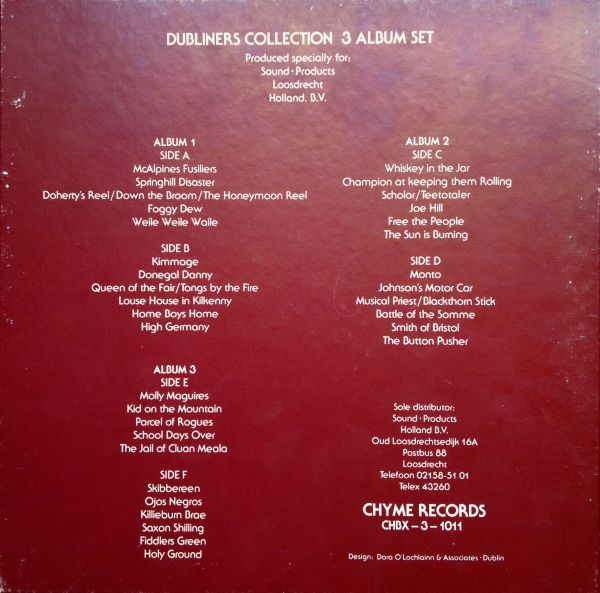 DUBLINERS COLLECTION 3 ALBUM SET
Produced specially for:
Sound · Products
Loosdrecht
Holland. B.V.
ALBUM 1
SIDE A
McAlpines Fusiliers
Springhill Disaster
Doherty's Reel/Down the Broom/The Honeymoon Reel
Foggy Dew
Weile Weile Waile
SIDE B
Kimmage
Donegal Danny
Queen of the Fair/Tongs by the Fire
Louse House in Kilkenny
Home Boys Home
High Germany
ALBUM 2
SIDE C
Whiskey in the Jar
Champion at keeping them Rolling
Scholar/Teetotaler
Joe Hill
Free the People
The Sun is Burning
SIDE D
Monto
Johnson's Motor Car
Musical Priest/Blackthorn Stick
Battle of the Somme
Smith of Bristol
The Button Pusher
ALBUM 3
SIDE E
Molly Maguires
Kid on the Mountain
Parcel of Rogues
School Days Over
The Jail of Cluan Meala
SIDE F
Skibbereen
Ojos Negros
Killieburn Brae
Saxon Shilling
Fiddlers Green
Holy Ground
Sole distributor:
Sound · Products
Holland B.V.
Oud Loosdrechtsedijk 16A
Postbus 88
Loosdrecht
Telefoon 02158-51 01
Telex 43260
CHYME RECORDS
CHBX – 3 – 1011
Design: Dara O'Lochlainn & Associates · Dublin